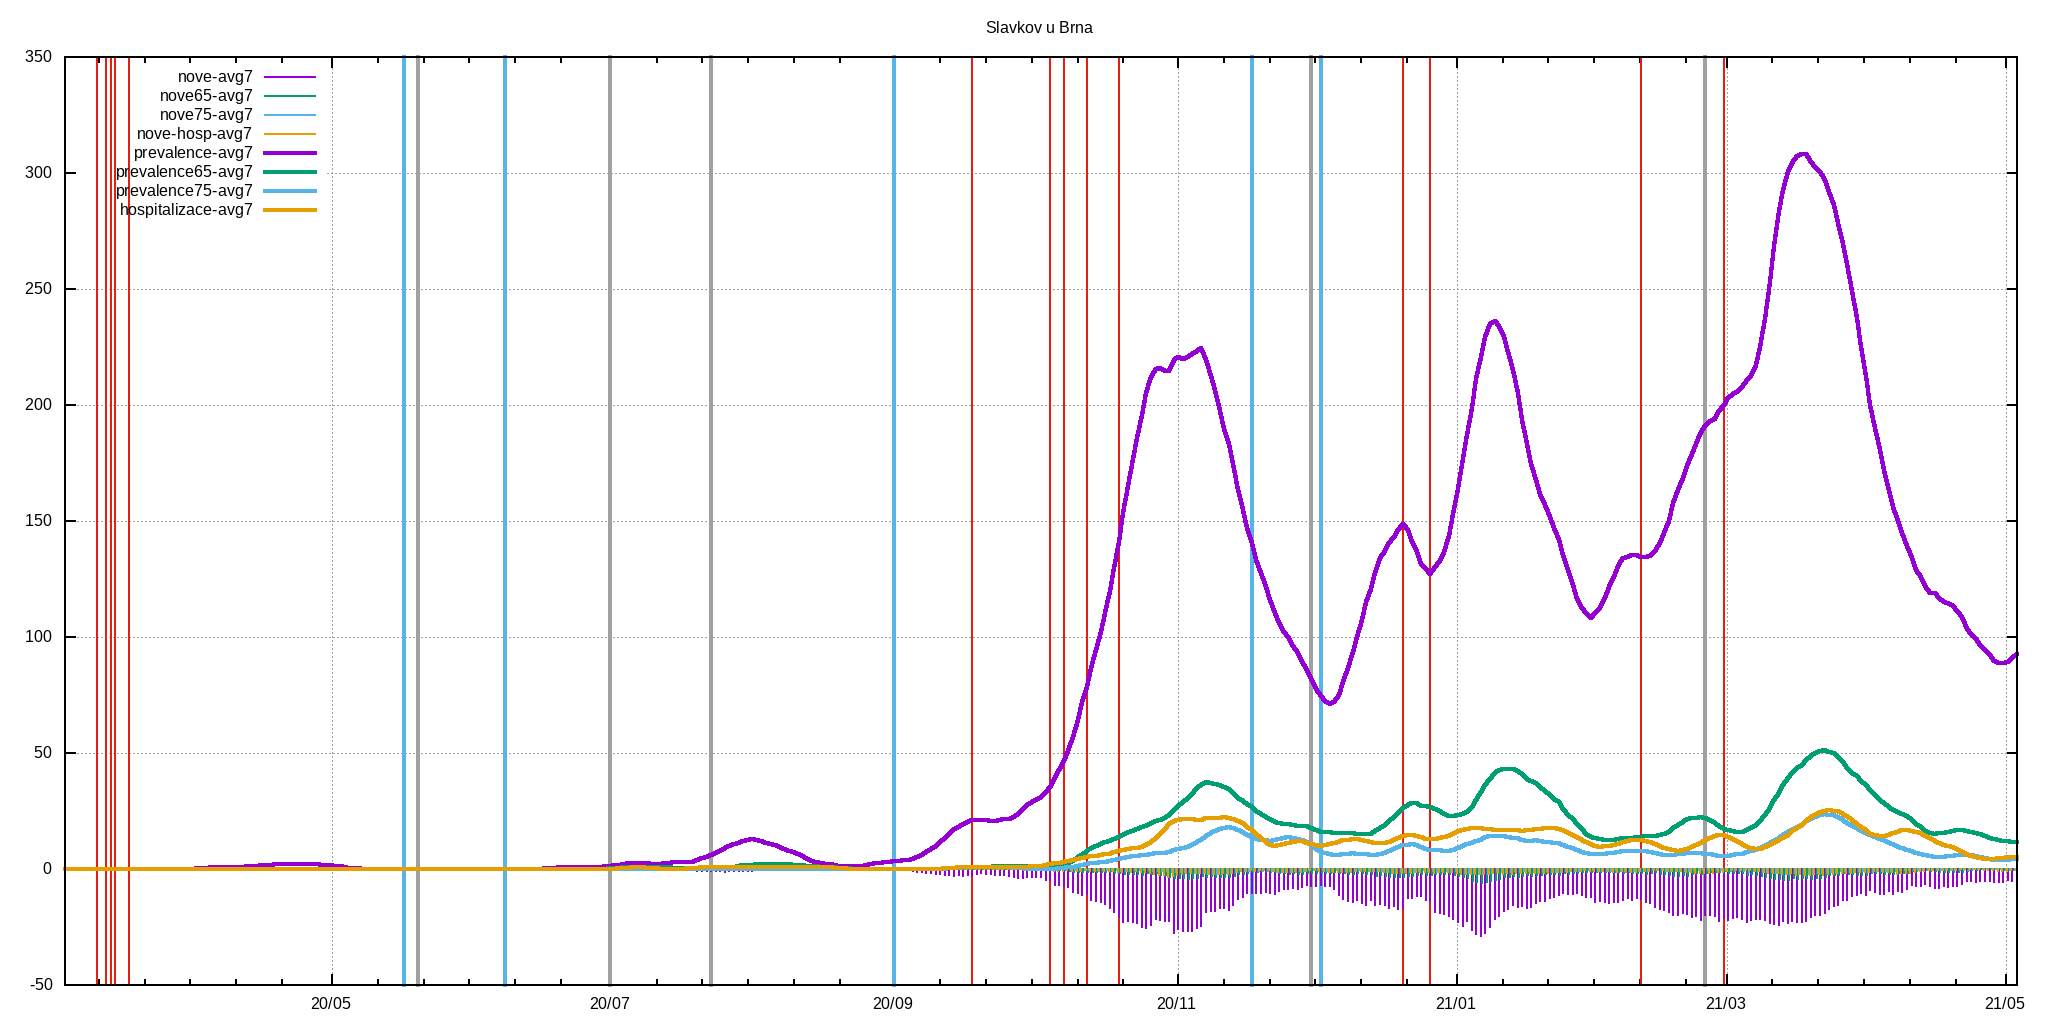 Slavkov u Brna
350
300
250
200
150
100
50
0
-50
nove-avg7
nove65-avg7
nove75-avg7
nove-hosp-avg7
prevalence-avg7
prevalence65-avg7
prevalence75-avg7
hospitalizace-avg7
20/05 20/07 20/09 20/11 21/01 21/03 21/05